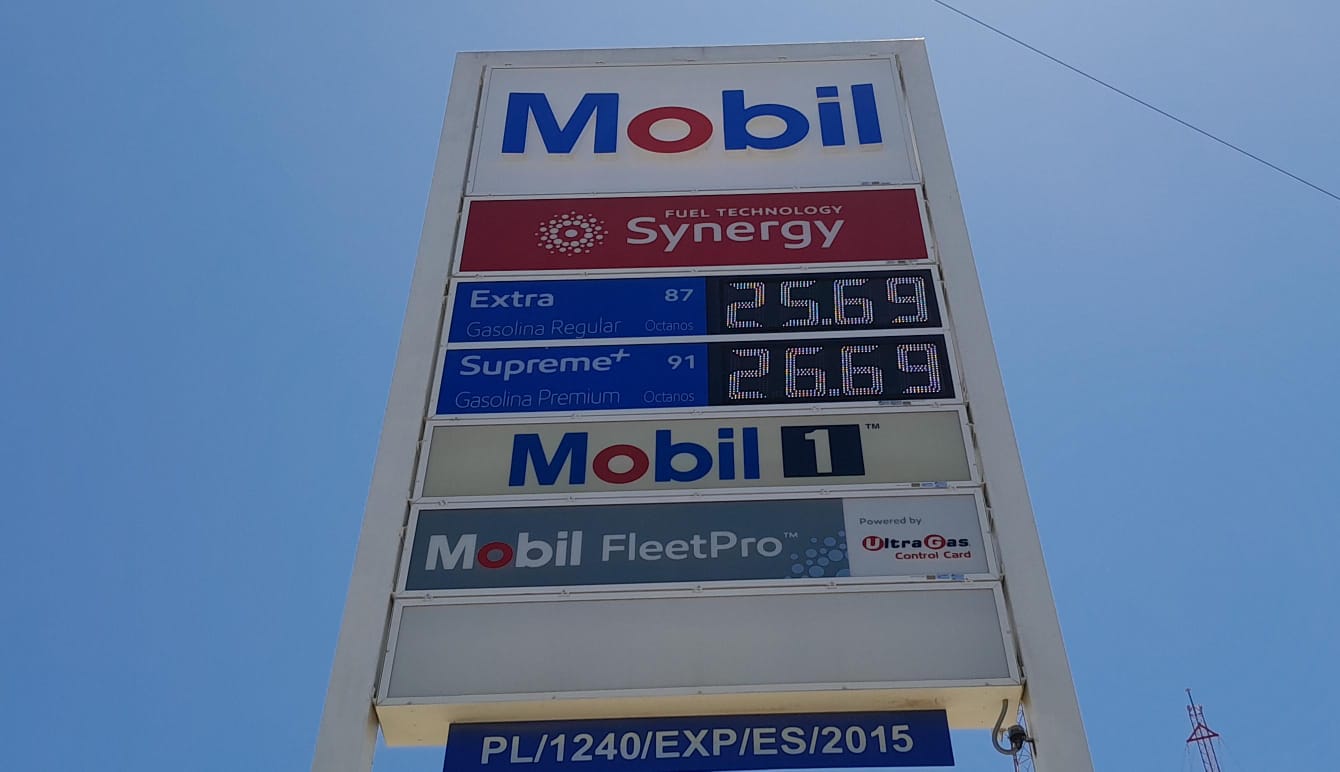 Mobil
FUEL TECHNOLOGY
Synergy
Extra 87 25.69
Gasolina Regular Octanos
Supreme+ 91 26.69
Gasolina Premium Octanos
Mobil 1™
Mobil FleetPro™
Powered by
UltraGas
Control Card
PL/1240/EXP/ES/2015